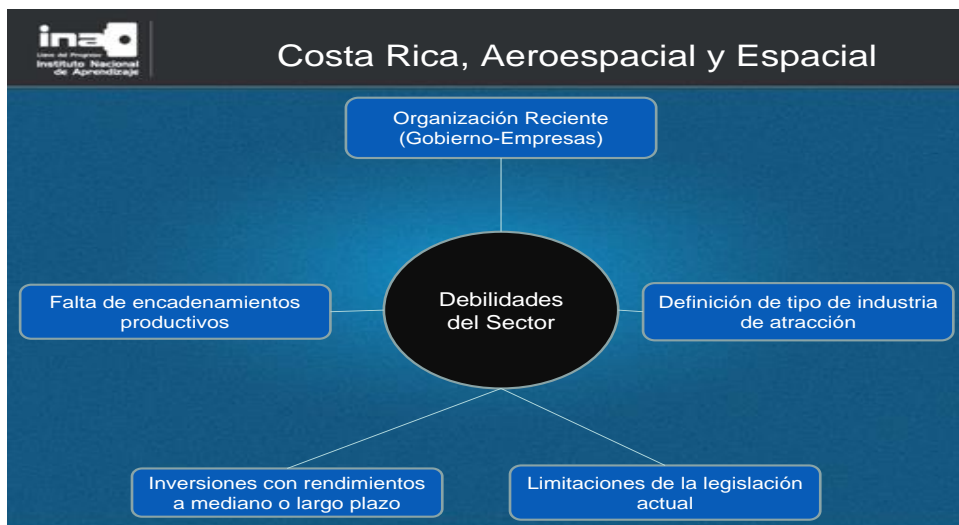 ina
Llave del Progreso
Instituto Nacional
de Aprendizaje
Costa Rica, Aeroespacial y Espacial
Organización Reciente
(Gobierno-Empresas)
Falta de encadenamientos
productivos
Debilidades
del Sector
Definición de tipo de industria
de atracción
Inversiones con rendimientos
a mediano o largo plazo
Limitaciones de la legislación
actual